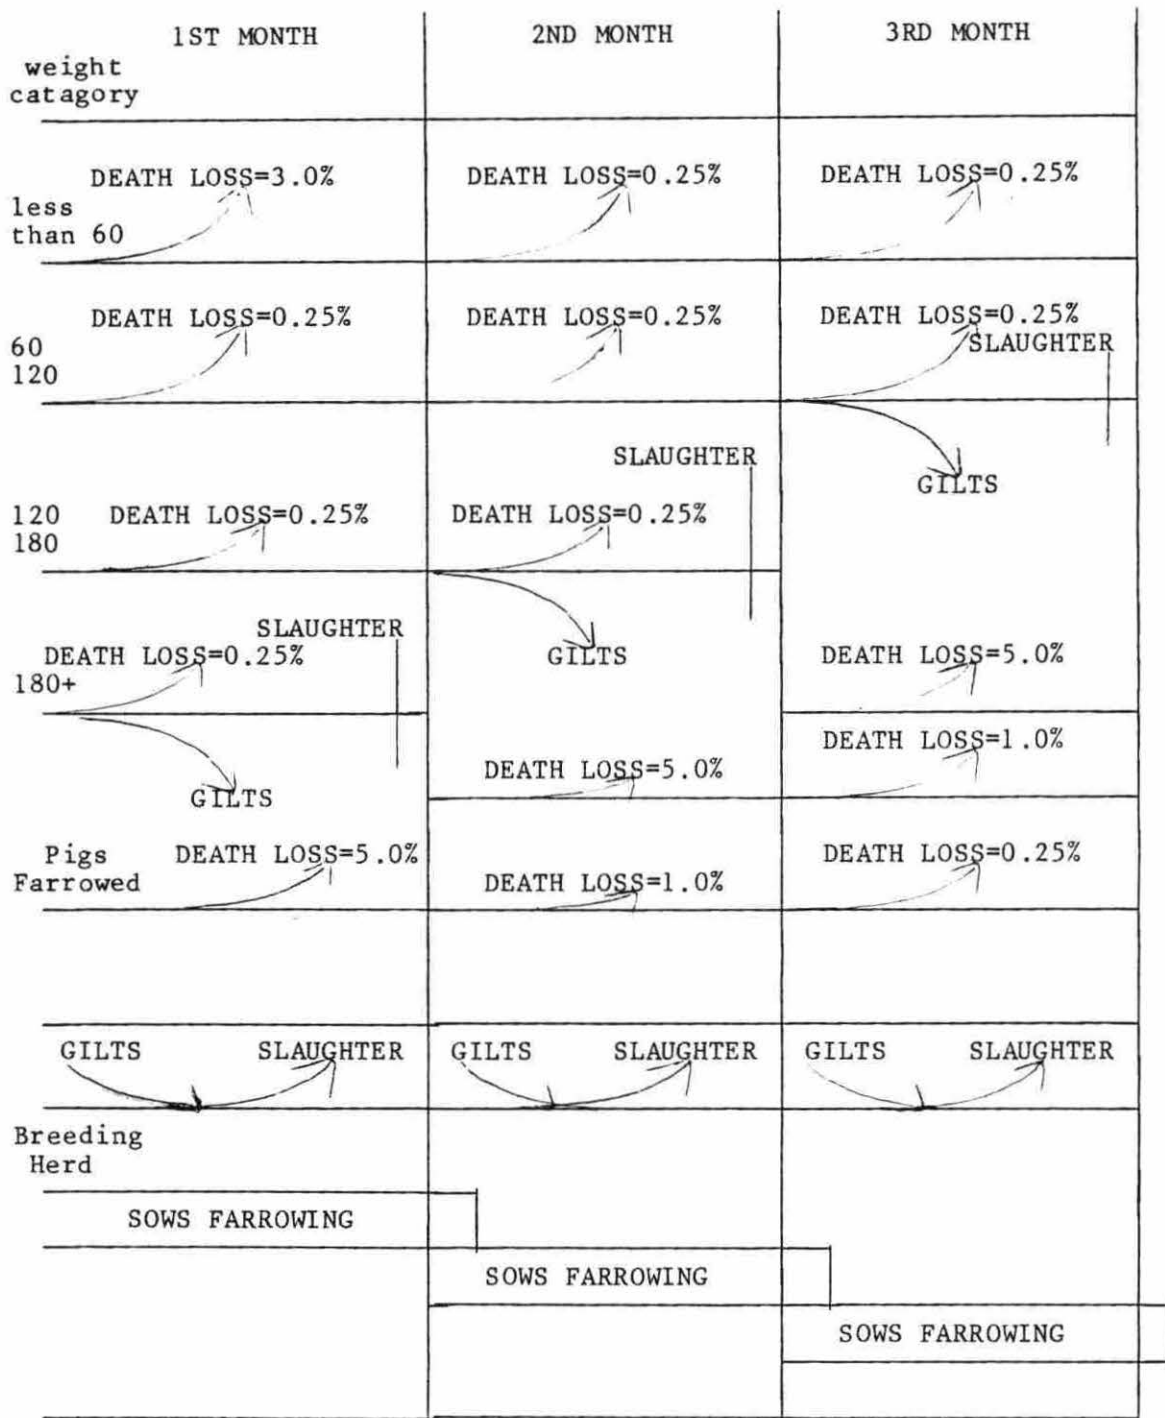 1ST MONTH 2ND MONTH 3RD MONTH
weight
catagory
DEATH LOSS=3.0% DEATH LOSS=0.25% DEATH LOSS=0.25%
less
than 60
DEATH LOSS=0.25% DEATH LOSS=0.25% DEATH LOSS=0.25%
60 SLAUGHTER
120
SLAUGHTER
GILTS
120 DEATH LOSS=0.25% DEATH LOSS=0.25%
180
SLAUGHTER
DEATH LOSS=0.25% GILTS DEATH LOSS=5.0%
180+
DEATH LOSS=1.0%
DEATH LOSS=5.0%
GILTS
Pigs DEATH LOSS=5.0% DEATH LOSS=0.25%
Farrowed DEATH LOSS=1.0%
GILTS SLAUGHTER GILTS SLAUGHTER GILTS SLAUGHTER
Breeding
Herd
SOWS FARROWING
SOWS FARROWING
SOWS FARROWING